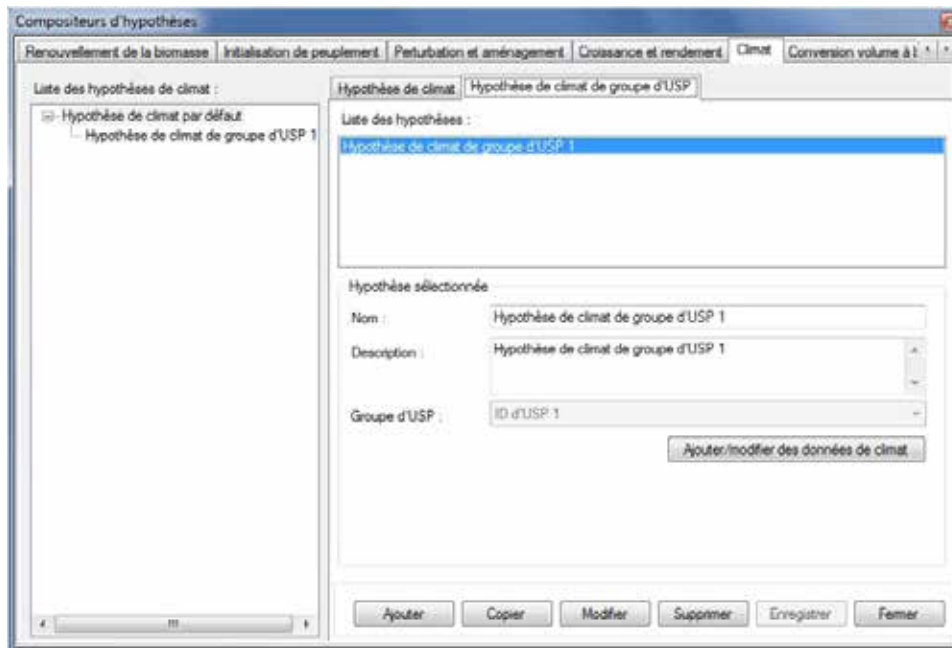 Compositeurs d'hypothèses
Renouvellement de la biomasse Initialisation de peuplement Perturbation et aménagement Croissance et rendement Climat Conversion volume à b
Liste des hypothèses de climat :
Hypothèse de climat par défaut
Hypothèse de climat de groupe d'USP 1
Hypothèse de climat Hypothèse de climat de groupe d'USP
Liste des hypothèses :
Hypothèse de climat de groupe d'USP 1
Hypothèse sélectionnée
Nom : Hypothèse de climat de groupe d'USP 1
Description : Hypothèse de climat de groupe d'USP 1
Groupe d'USP : ID d'USP 1
Ajouter/modifier des données de climat
Ajouter Copier Modifier Supprimer Enregistrer Fermer